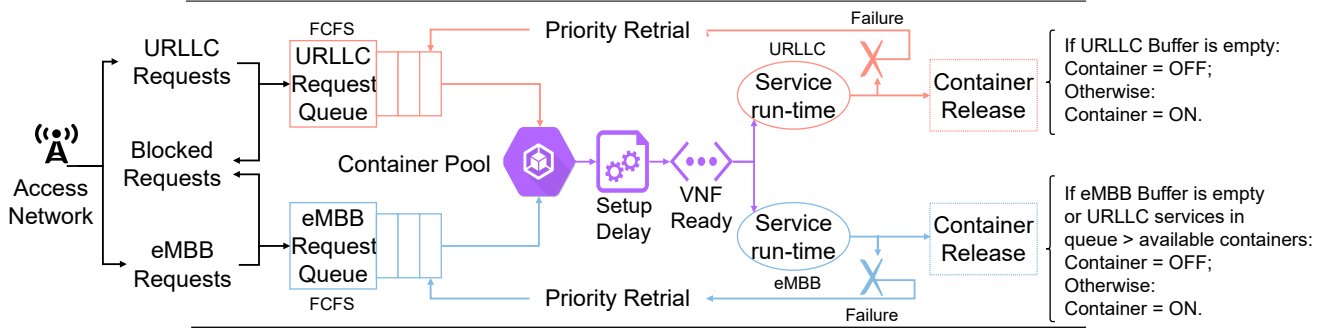 FCFS
URLLC
Request
Queue
URLLC
Requests
Blocked
Requests
Access
Network
eMBB
Requests
eMBB
Request
Queue
FCFS
Priority Retrial
Failure
URLLC
Service
run-time
Container
Release
If URLLC Buffer is empty:
Container = OFF;
Otherwise:
Container = ON.
Container Pool
Setup
Delay
VNF
Ready
Service
run-time
eMBB
Container
Release
Priority Retrial
Failure
If eMBB Buffer is empty
or URLLC services in
queue > available containers:
Container = OFF;
Otherwise:
Container = ON.